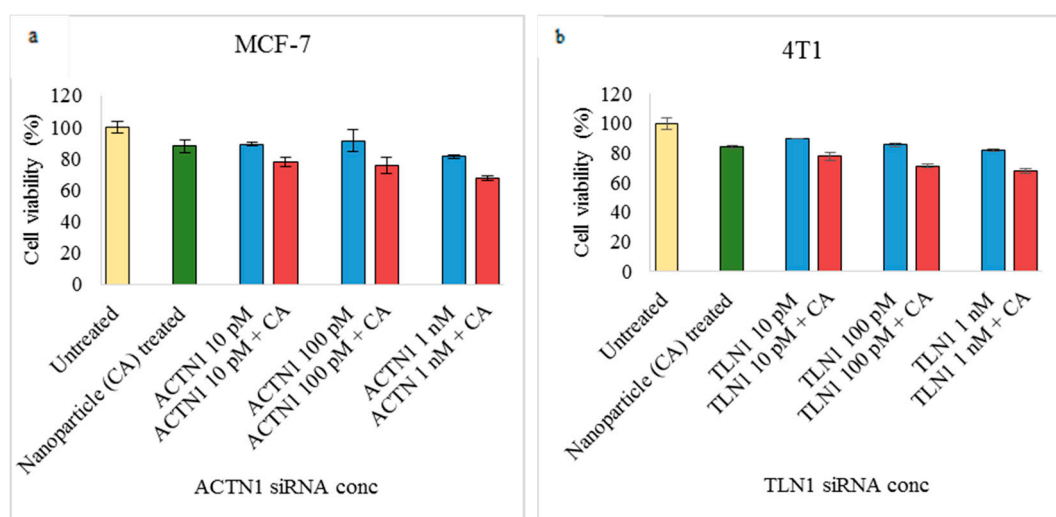 a
MCF-7
Cell viability (%)
120
100
80
60
40
20
0
Untreated
Nanoparticle (CA) treated
ACTN1 10 pM
ACTN1 10 pM + CA
ACTN1 100 pM
ACTN1 100 pM + CA
ACTN1 1 nM
ACTN1 1 nM + CA
ACTN1 siRNA conc
b
4T1
Cell viability (%)
120
100
80
60
40
20
0
Untreated
Nanoparticle (CA) treated
TLN1 10 pM
TLN1 10 pM + CA
TLN1 100 pM
TLN1 100 pM + CA
TLN1 1 nM
TLN1 1 nM + CA
TLN1 siRNA conc